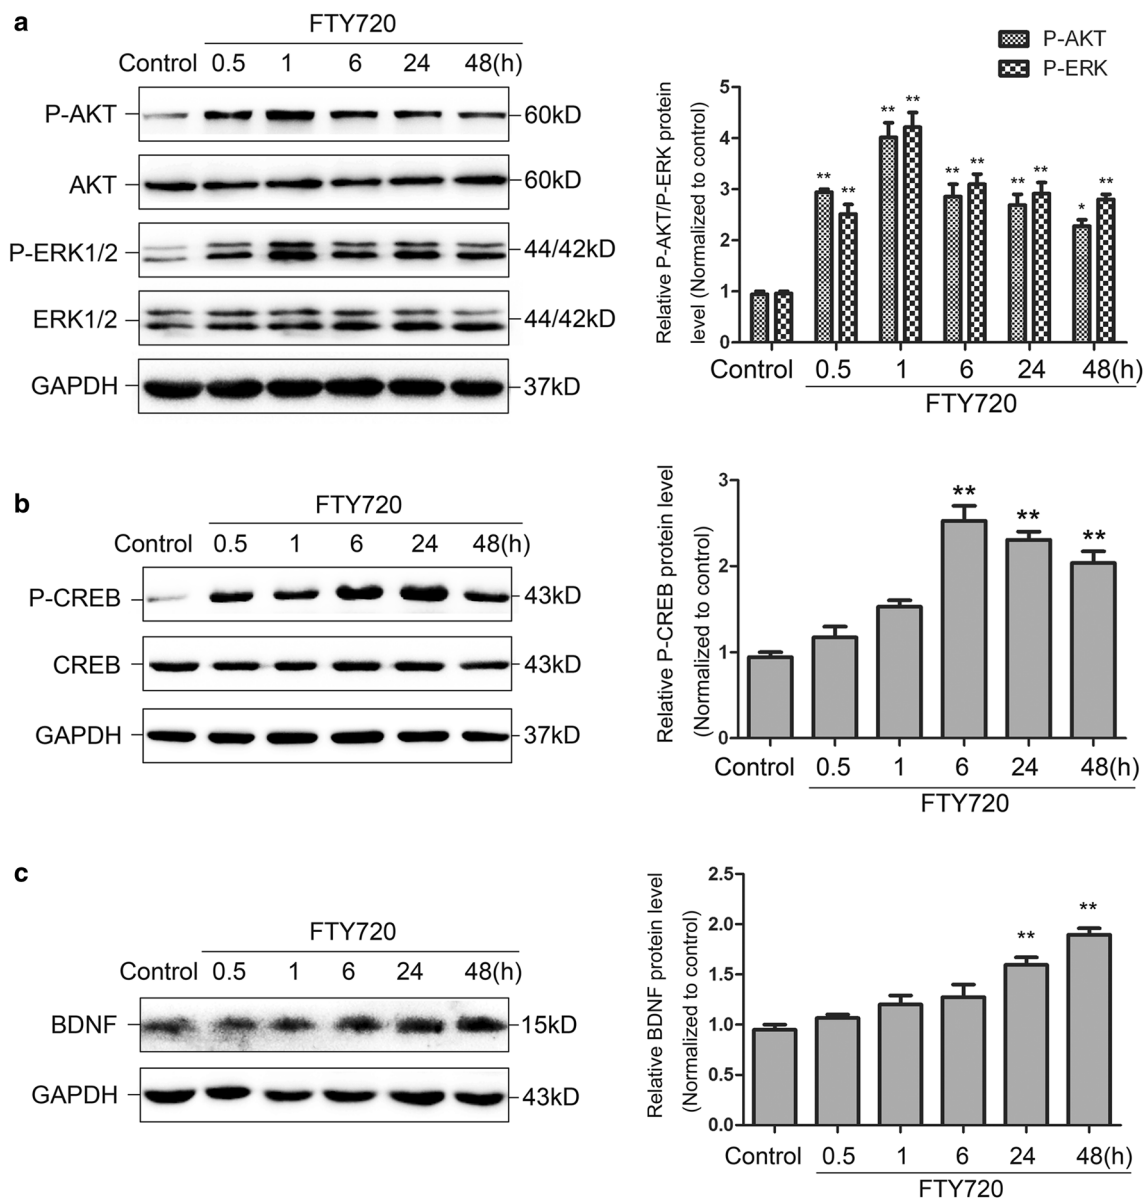 a
FTY720
Control 0.5 1 6 24 48(h)
P-AKT 60kD
AKT 60kD
P-ERK1/2 44/42kD
ERK1/2 44/42kD
GAPDH 37kD
P-AKT
P-ERK
Relative P-AKT/P-ERK protein
level (Normalized to control)
5
4
3
2
1
0
** ** ** ** ** ** ** ** * **
Control 0.5 1 6 24 48(h)
FTY720
b
FTY720
Control 0.5 1 6 24 48(h)
P-CREB 43kD
CREB 43kD
GAPDH 37kD
Relative P-CREB protein level
(Normalized to control)
3
2
1
0
** ** **
Control 0.5 1 6 24 48(h)
FTY720
c
FTY720
Control 0.5 1 6 24 48(h)
BDNF 15kD
GAPDH 43kD
Relative BDNF protein level
(Normalized to control)
2.5
2.0
1.5
1.0
0.5
0.0
** **
Control 0.5 1 6 24 48(h)
FTY720